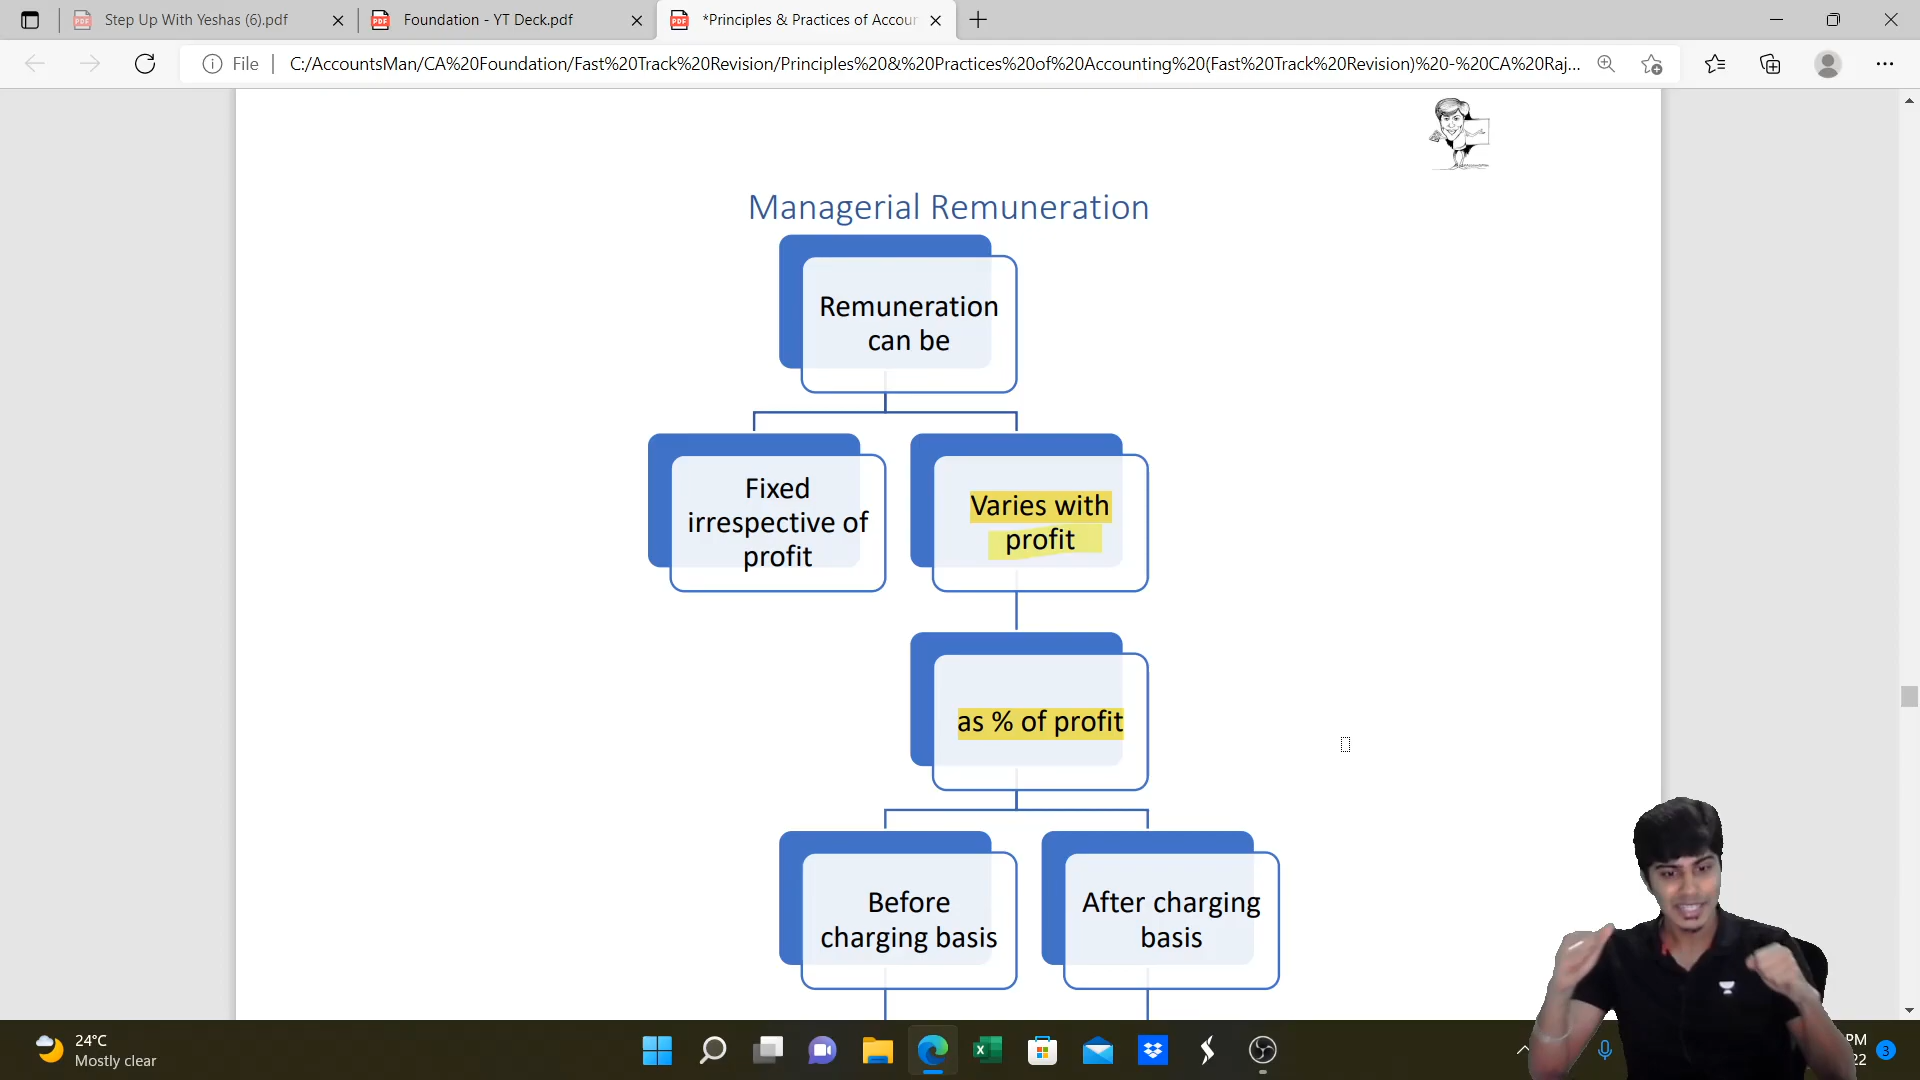 Step Up With Yeshas (6).pdf
Foundation - YT Deck.pdf
*Principles & Practices of Accour
File
C:/AccountsMan/CA%20Foundation/Fast%20Track%20Revision/Principles%20&%20Practices%20of%20Accounting%20(Fast%20Track%20Revision)%20-%20CA%20Raj...
Managerial Remuneration
Remuneration
can be
Fixed
irrespective of
profit
Varies with
profit
as % of profit
Before
charging basis
After charging
basis
24°C
Mostly clear
PM
22
3